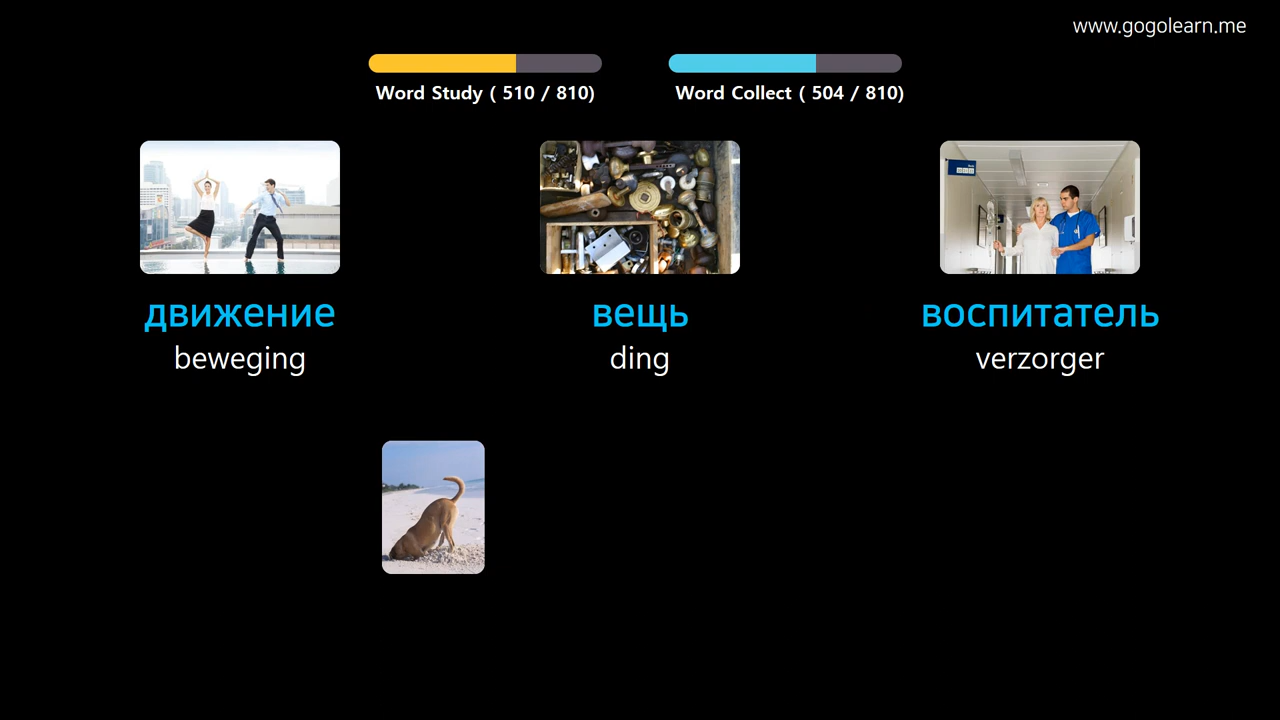 www.gogolearn.me
Word Study ( 510 / 810)
Word Collect ( 504 / 810)
движение
вещь
воспитатель
beweging
ding
verzorger